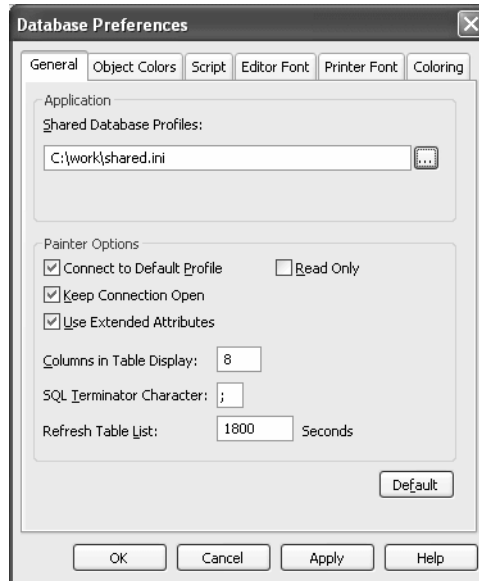 Database Preferences
General Object Colors Script Editor Font Printer Font Coloring
Application
Shared Database Profiles:
C:\work\shared.ini
...
Painter Options
Connect to Default Profile Read Only
Keep Connection Open
Use Extended Attributes
Columns in Table Display: 8
SQL Terminator Character: ;
Refresh Table List: 1800 Seconds
Default
OK Cancel Apply Help